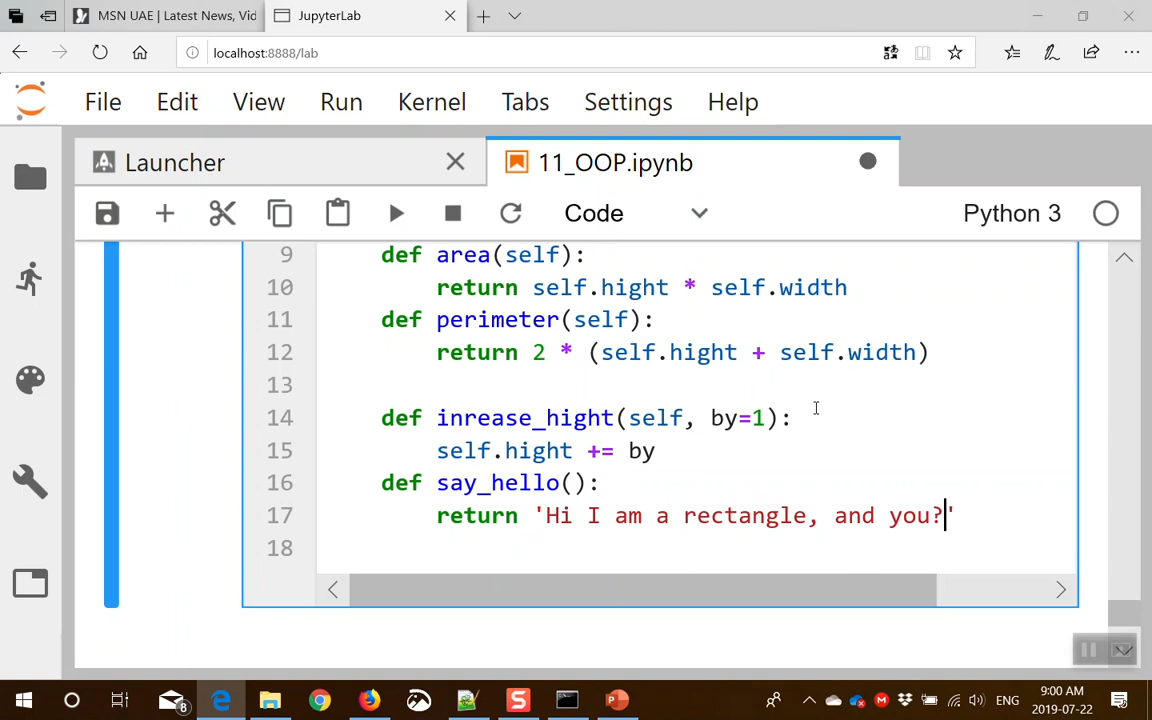 MSN UAE | Latest News, Vid
JupyterLab
localhost:8888/lab
File Edit View Run Kernel Tabs Settings Help
Launcher
11_OOP.ipynb
Code
Python 3
9 def area(self):
10 return self.hight * self.width
11 def perimeter(self):
12 return 2 * (self.hight + self.width)
13
14 def inrease_hight(self, by=1):
15 self.hight += by
16 def say_hello():
17 return 'Hi I am a rectangle, and you?'
18
8
ENG
9:00 AM
2019-07-22